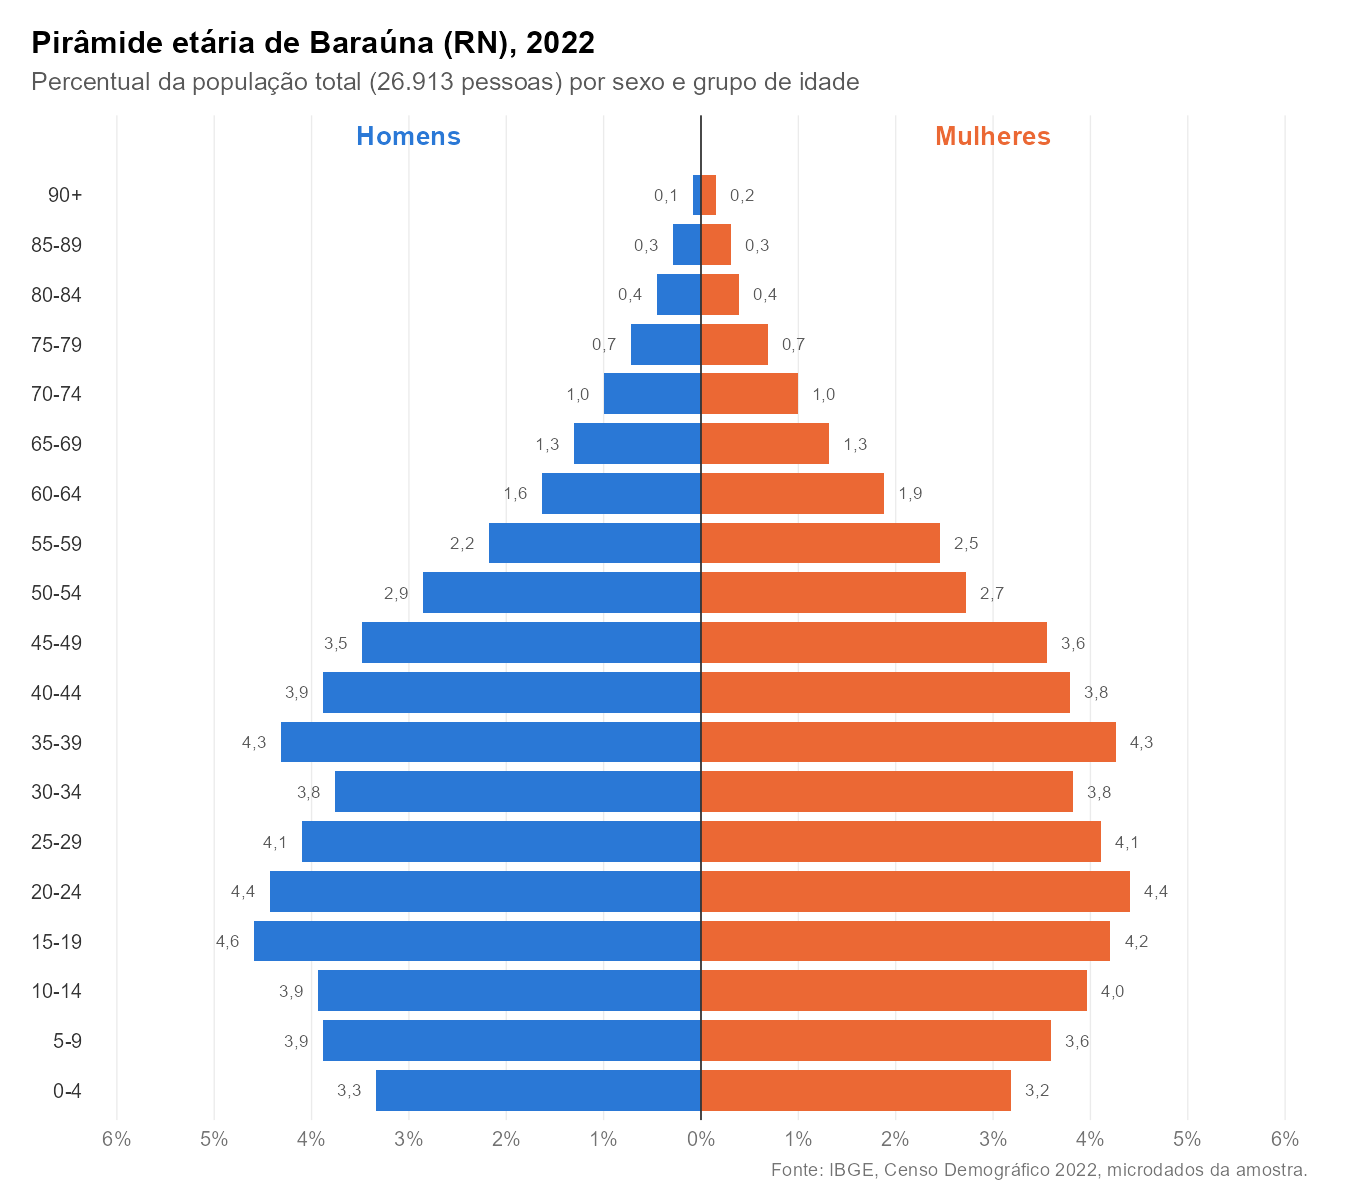 Pirâmide etária de Baraúna (RN), 2022
Percentual da população total (26.913 pessoas) por sexo e grupo de idade
Homens Mulheres
90+ 0,1 0,2
85-89 0,3 0,3
80-84 0,4 0,4
75-79 0,7 0,7
70-74 1,0 1,0
65-69 1,3 1,3
60-64 1,6 1,9
55-59 2,2 2,5
50-54 2,9 2,7
45-49 3,5 3,6
40-44 3,9 3,8
35-39 4,3 4,3
30-34 3,8 3,8
25-29 4,1 4,1
20-24 4,4 4,4
15-19 4,6 4,2
10-14 3,9 4,0
5-9 3,9 3,6
0-4 3,3 3,2
6% 5% 4% 3% 2% 1% 0% 1% 2% 3% 4% 5% 6%
Fonte: IBGE, Censo Demográfico 2022, microdados da amostra.